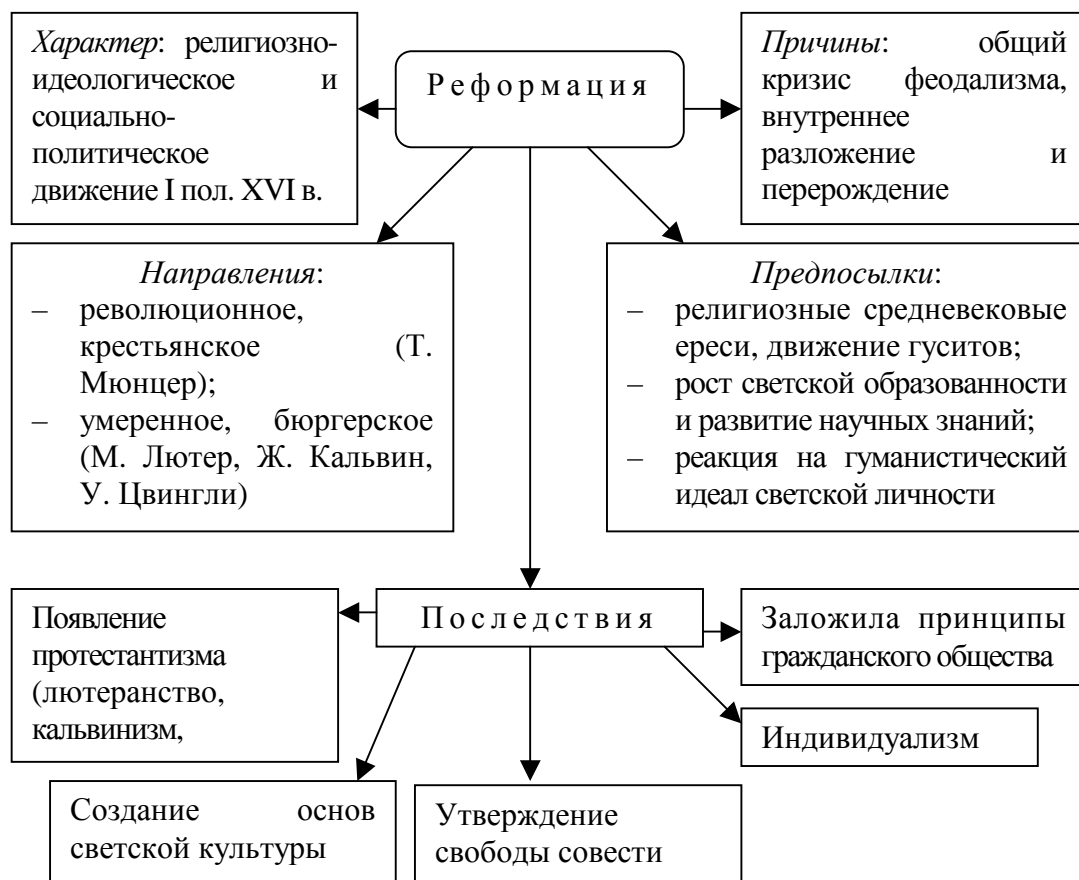 Реформация
Характер: религиозно-
идеологическое и
социально-
политическое
движение I пол. XVI в.
Причины: общий
кризис феодализма,
внутреннее
разложение и
перерождение
Направления:
– революционное,
крестьянское (Т.
Мюнцер);
– умеренное, бюргерское
(М. Лютер, Ж. Кальвин,
У. Цвингли)
Предпосылки:
– религиозные средневековые
ереси, движение гуситов;
– рост светской образованности
и развитие научных знаний;
– реакция на гуманистический
идеал светской личности
Последствия
Появление
протестантизма
(лютеранство,
кальвинизм,
Заложила принципы
гражданского общества
Индивидуализм
Создание основ
светской культуры
Утверждение
свободы совести